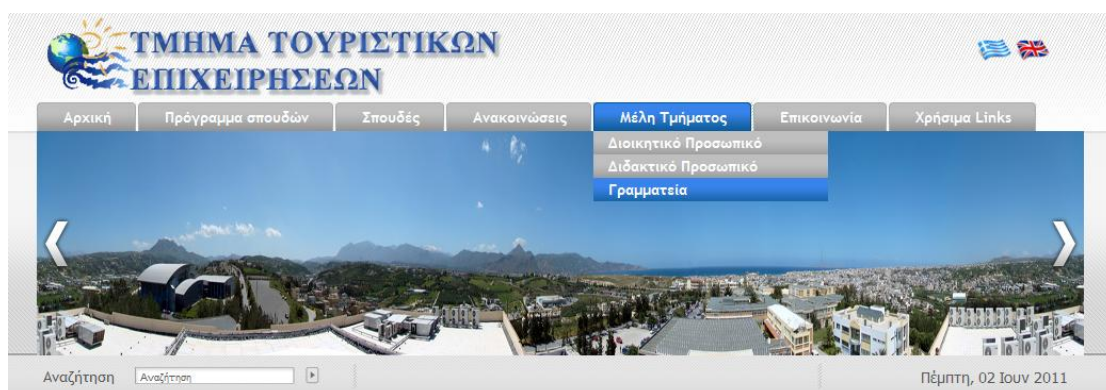 ΤΜΗΜΑ ΤΟΥΡΙΣΤΙΚΩΝ
ΕΠΙΧΕΙΡΗΣΕΩΝ
Αρχική Πρόγραμμα σπουδών Σπουδές Ανακοινώσεις Μέλη Τμήματος Επικοινωνία Χρήσιμα Links
Διοικητικό Προσωπικό
Διδακτικό Προσωπικό
Γραμματεία
Αναζήτηση Αναζήτηση Πέμπτη, 02 Ιουν 2011